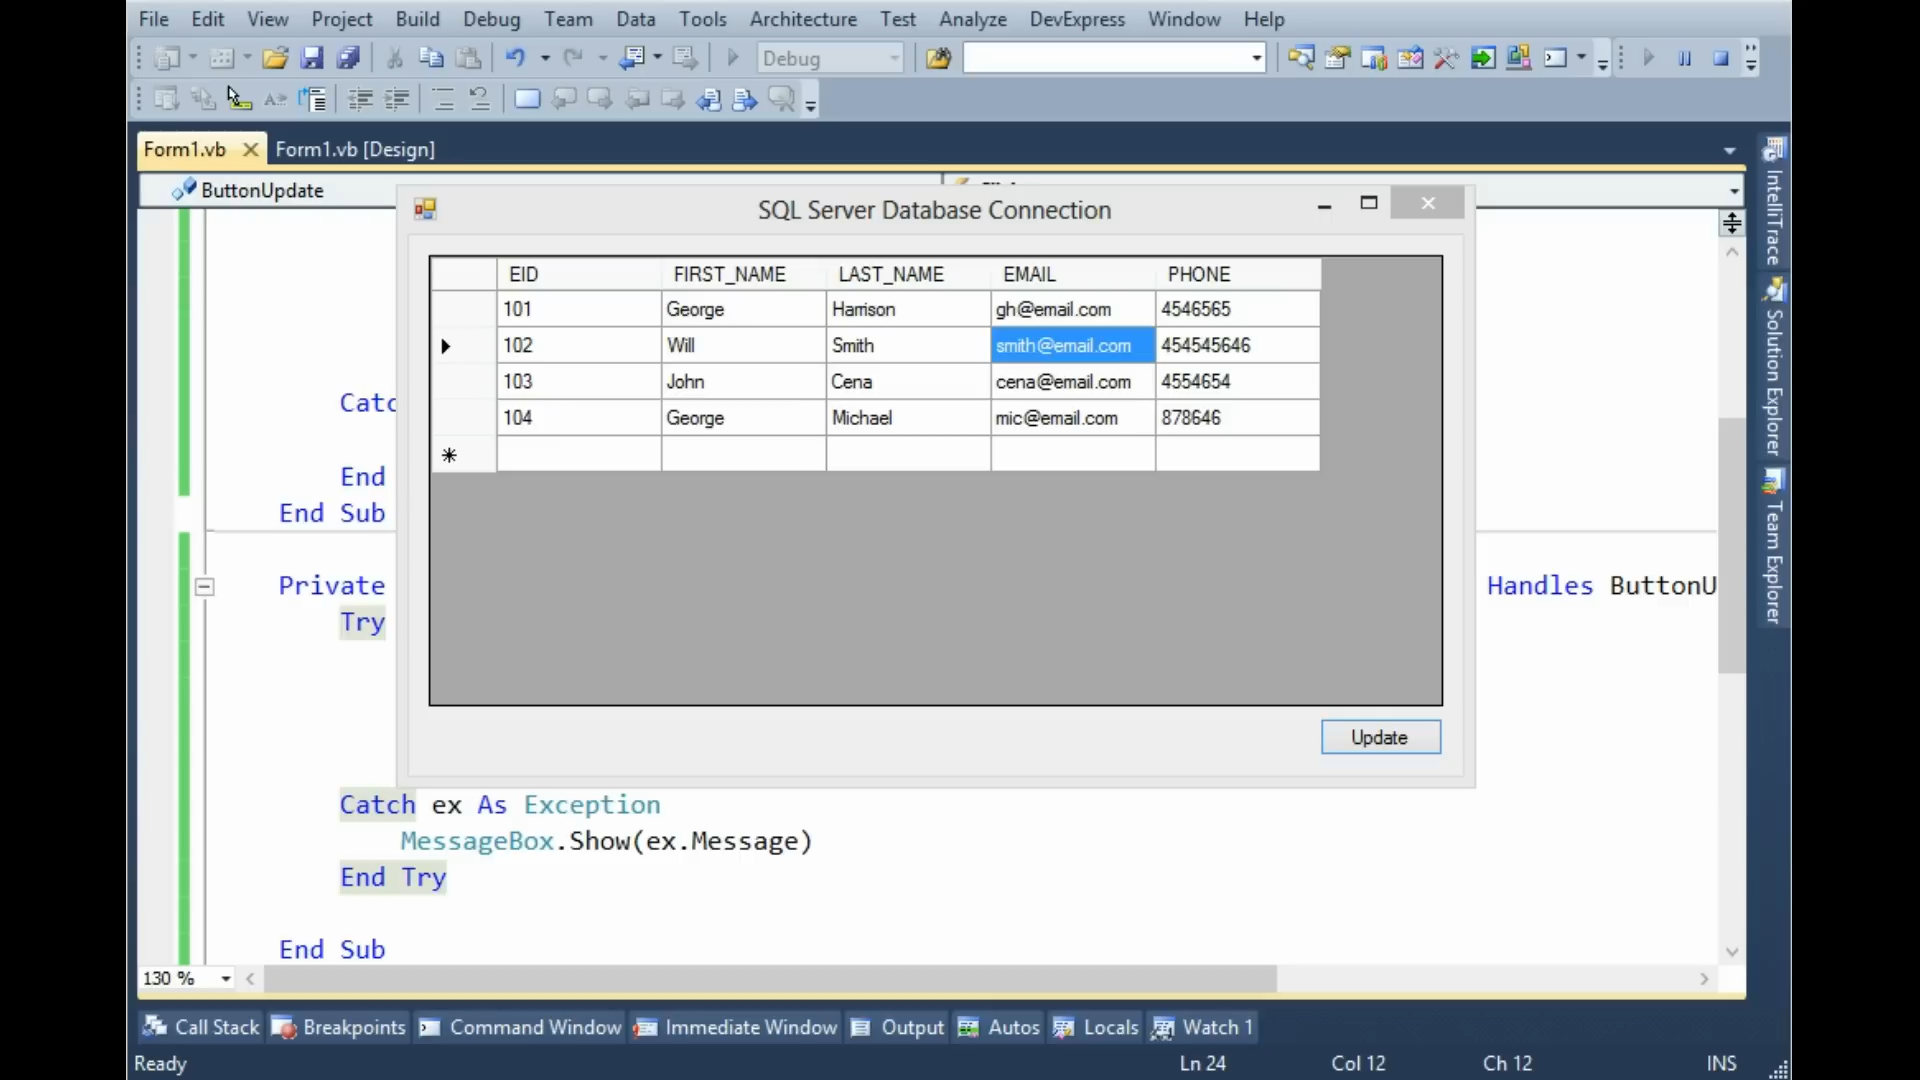 File Edit View Project Build Debug Team Data Tools Architecture Test Analyze DevExpress Window Help
Debug
Form1.vb Form1.vb [Design]
ButtonUpdate
SQL Server Database Connection
EID FIRST_NAME LAST_NAME EMAIL PHONE
101 George Harrison gh@email.com 4546565
102 Will Smith smith@email.com 454545646
103 John Cena cena@email.com 4554654
104 George Michael mic@email.com 878646
Update
Catc
End
End Sub
Private Handles ButtonU
Try
Catch ex As Exception
MessageBox.Show(ex.Message)
End Try
End Sub
130 %
IntelliTrace
Solution Explorer
Team Explorer
Call Stack Breakpoints Command Window Immediate Window Output Autos Locals Watch 1
Ready Ln 24 Col 12 Ch 12 INS